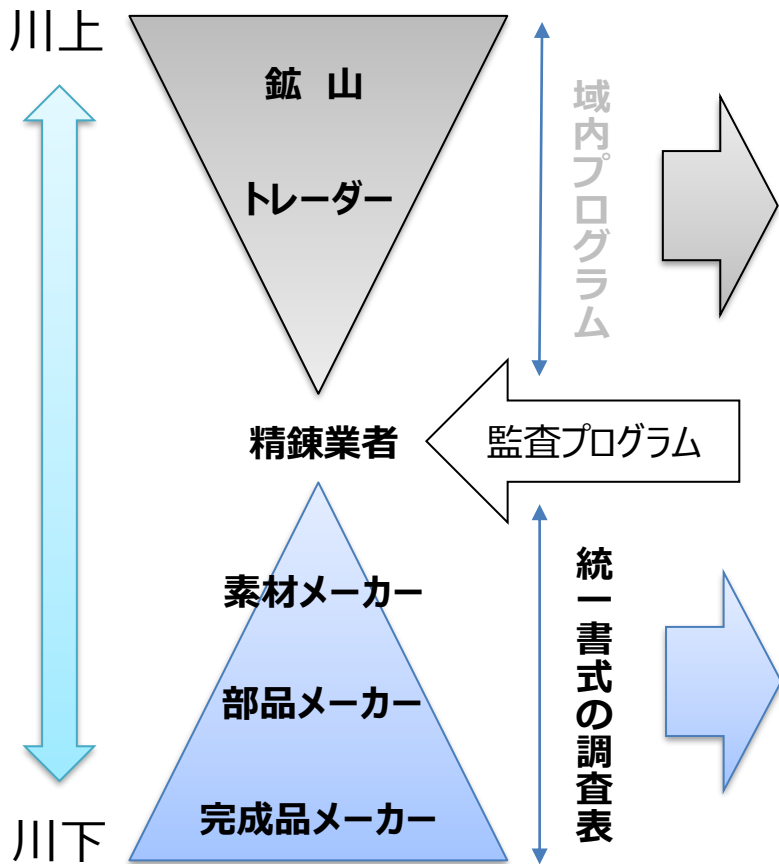 川上
鉱 山
トレーダー
域内プログラム
精錬業者
監査プログラム
素材メーカー
部品メーカー
完成品メーカー
統一書式の調査表
川下